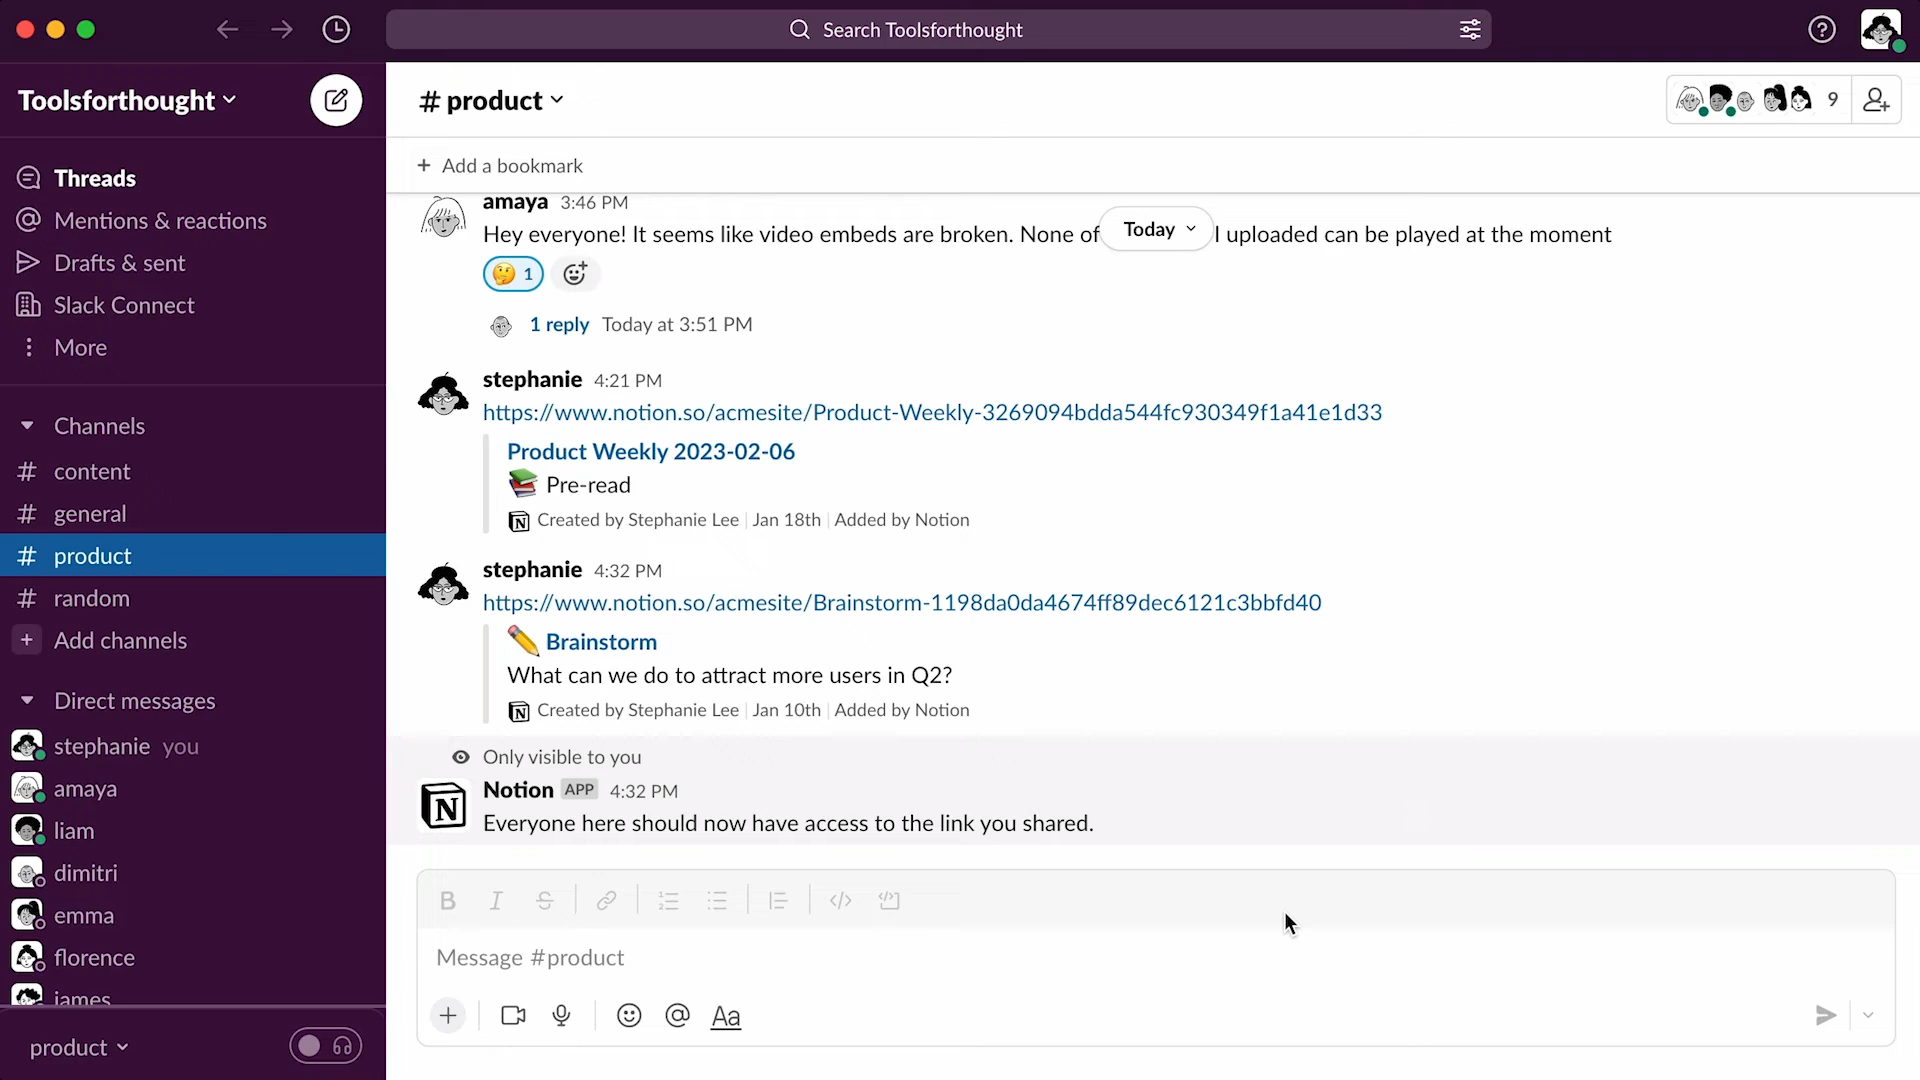 Search Toolsforthought
Toolsforthought
Threads
Mentions & reactions
Drafts & sent
Slack Connect
More
Channels
# content
# general
# product
# random
+ Add channels
Direct messages
stephanie you
amaya
liam
dimitri
emma
florence
james
product
# product
9
+ Add a bookmark
amaya 3:46 PM
Hey everyone! It seems like video embeds are broken. None of
Today
I uploaded can be played at the moment
🤔 1
1 reply Today at 3:51 PM
stephanie 4:21 PM
https://www.notion.so/acmesite/Product-Weekly-3269094bdda544fc930349f1a41e1d33
Product Weekly 2023-02-06
📚 Pre-read
N Created by Stephanie Lee | Jan 18th | Added by Notion
stephanie 4:32 PM
https://www.notion.so/acmesite/Brainstorm-1198da0da4674ff89dec6121c3bbfd40
✏️ Brainstorm
What can we do to attract more users in Q2?
N Created by Stephanie Lee | Jan 10th | Added by Notion
Only visible to you
N
Notion APP 4:32 PM
Everyone here should now have access to the link you shared.
B I S
Message #product
+ @ Aa